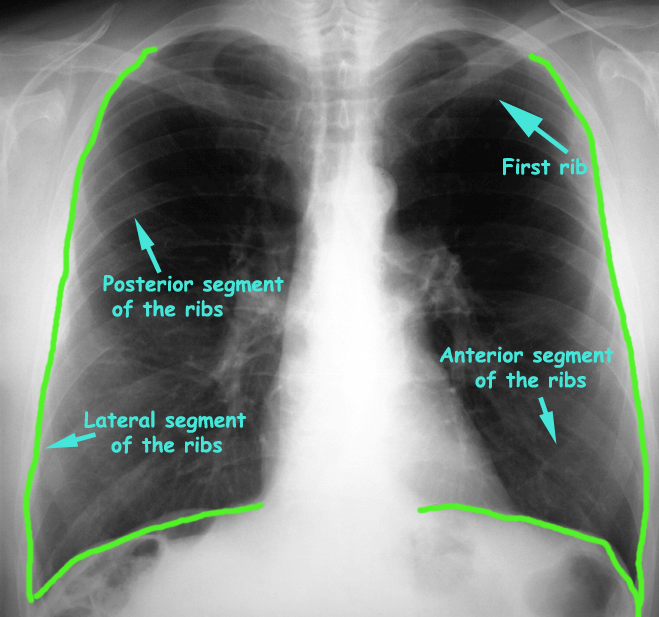 First rib
Posterior segment
of the ribs
Anterior segment
of the ribs
Lateral segment
of the ribs